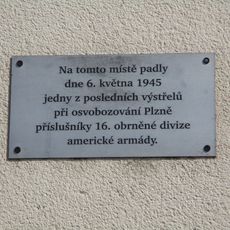 Na tomto místě padly
dne 6. května 1945
jedny z posledních výstřelů
při osvobozování Plzně
příslušníky 16. obrněné divize
americké armády.